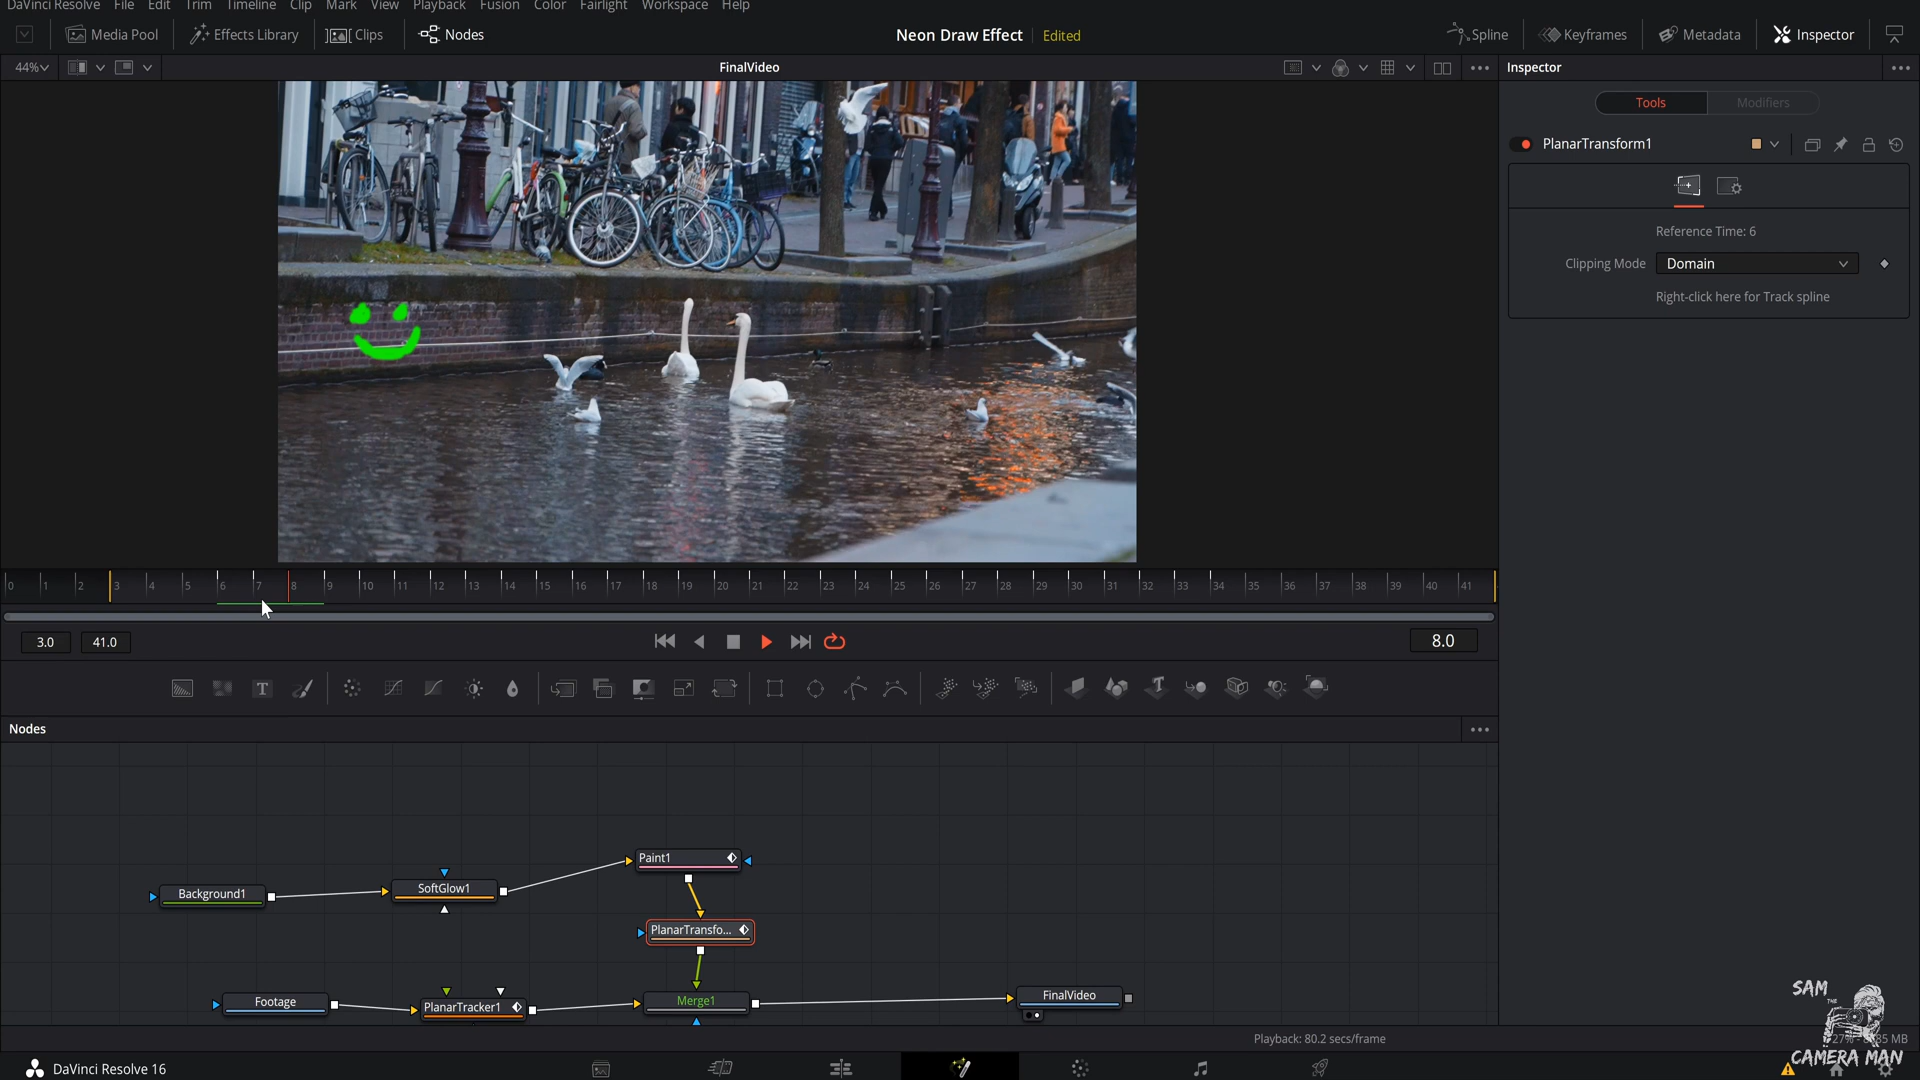 DaVinci Resolve File Edit Trim Timeline Clip Mark View Playback Fusion Color Fairlight Workspace Help
Media Pool Effects Library Clips Nodes Neon Draw Effect Edited Spline Keyframes Metadata Inspector
44% FinalVideo Inspector
Tools Modifiers
PlanarTransform1
Reference Time: 6
Clipping Mode Domain
Right-click here for Track spline
0 1 2 3 4 5 6 7 8 9 10 11 12 13 14 15 16 17 18 19 20 21 22 23 24 25 26 27 28 29 30 31 32 33 34 35 36 37 38 39 40 41
3.0 41.0 8.0
Nodes
Paint1
Background1 SoftGlow1
PlanarTransfo...
Footage PlanarTracker1 Merge1 FinalVideo
Playback: 80.2 secs/frame
SAM
THE
CAMERA MAN
DaVinci Resolve 16